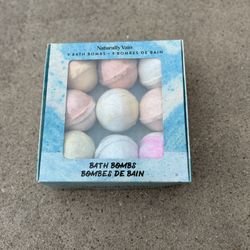 Naturally Vain
9 BATH BOMBS - 9 BOMBES DE BAIN
BATH BOMBS
BOMBES DE BAIN